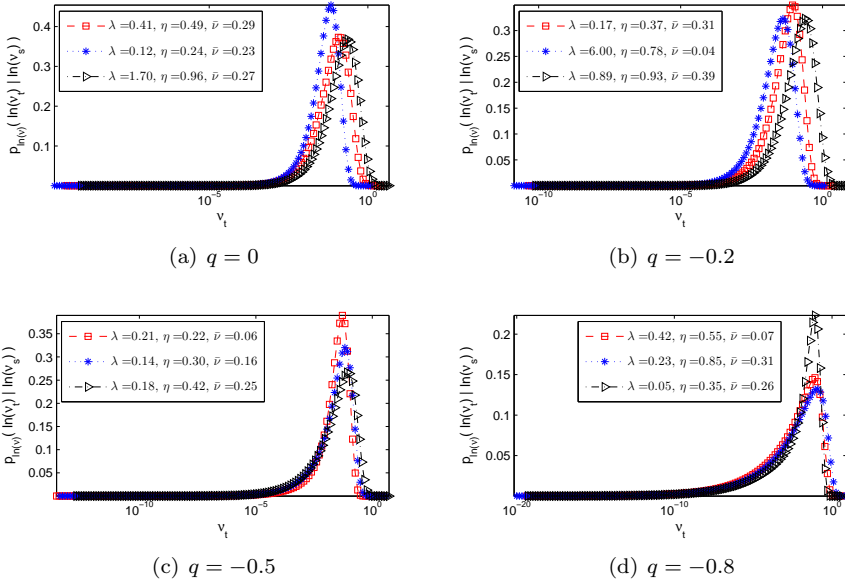 0.4
0.3
0.2
0.1
p_ln(v)( ln(ν_t) | ln(ν_s))
λ =0.41, η =0.49, ν̄ =0.29
λ =0.12, η =0.24, ν̄ =0.23
λ =1.70, η =0.96, ν̄ =0.27
10^-5
10^0
ν_t
(a) q = 0
0.3
0.25
0.2
0.15
0.1
0.05
p_ln(v)( ln(ν_t) | ln(ν_s))
λ =0.17, η =0.37, ν̄ =0.31
λ =6.00, η =0.78, ν̄ =0.04
λ =0.89, η =0.93, ν̄ =0.39
10^-10
10^-5
10^0
ν_t
(b) q = −0.2
0.35
0.3
0.25
0.2
0.15
0.1
0.05
p_ln(v)( ln(ν_t) | ln(ν_s))
λ =0.21, η =0.22, ν̄ =0.06
λ =0.14, η =0.30, ν̄ =0.16
λ =0.18, η =0.42, ν̄ =0.25
10^-10
10^-5
10^0
ν_t
(c) q = −0.5
0.2
0.15
0.1
0.05
p_ln(v)( ln(ν_t) | ln(ν_s))
λ =0.42, η =0.55, ν̄ =0.07
λ =0.23, η =0.85, ν̄ =0.31
λ =0.05, η =0.35, ν̄ =0.26
10^-20
10^-10
10^0
ν_t
(d) q = −0.8